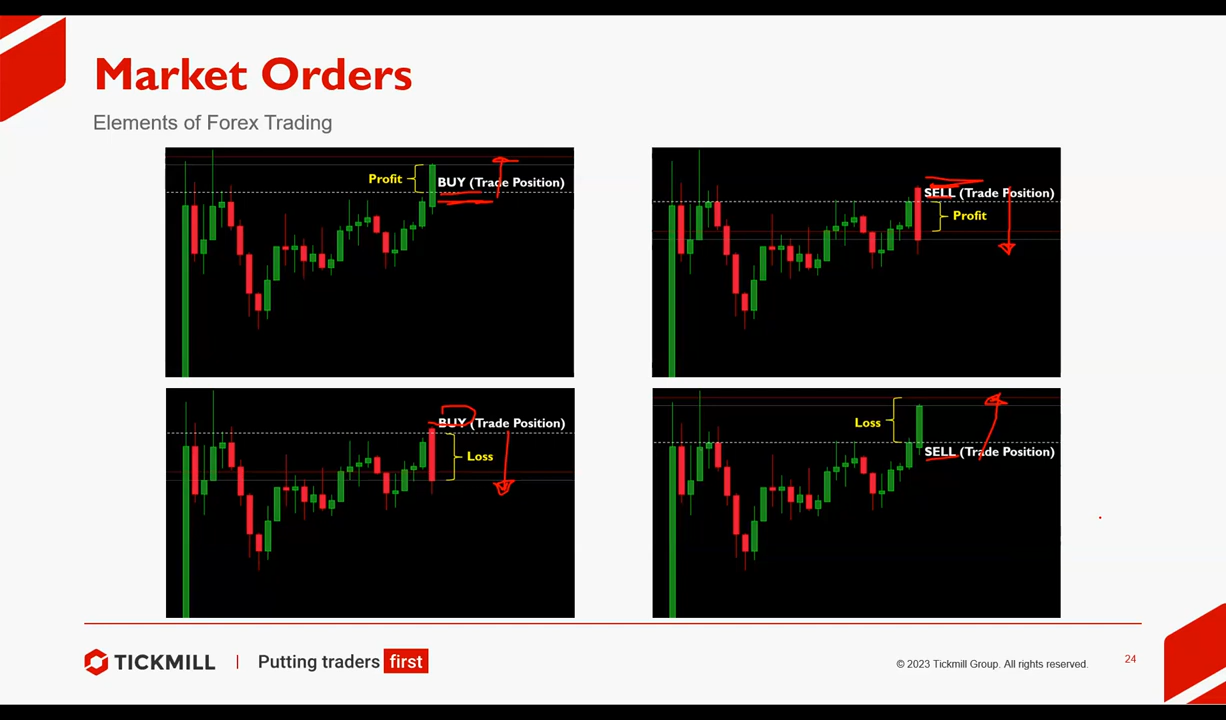 Market Orders
Elements of Forex Trading
Profit
BUY (Trade Position)
SELL (Trade Position)
Profit
BUY (Trade Position)
Loss
Loss
SELL (Trade Position)
TICKMILL | Putting traders first
© 2023 Tickmill Group. All rights reserved.
24